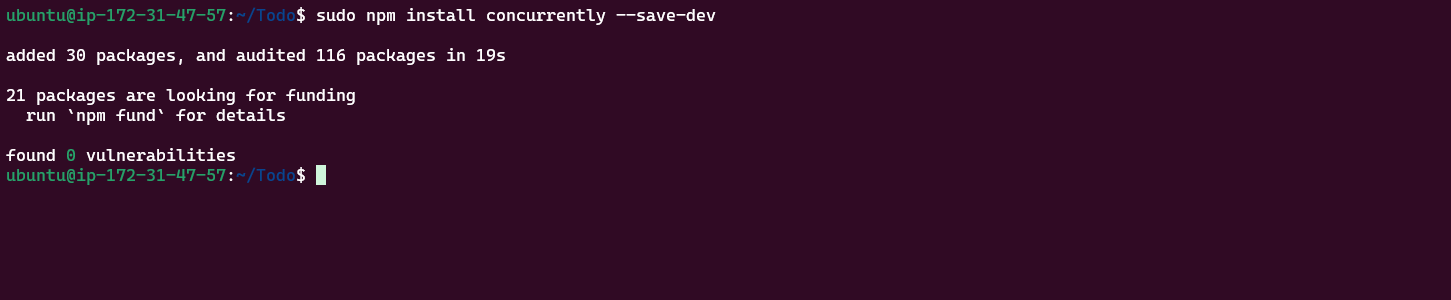 ubuntu@ip-172-31-47-57:~/Todo$ sudo npm install concurrently --save-dev
added 30 packages, and audited 116 packages in 19s
21 packages are looking for funding
  run `npm fund` for details
found 0 vulnerabilities
ubuntu@ip-172-31-47-57:~/Todo$